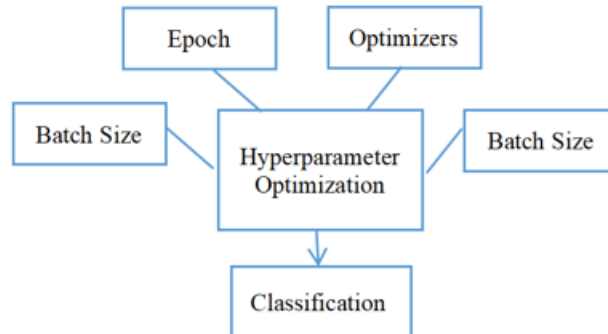 Epoch
Optimizers
Batch Size
Hyperparameter
Optimization
Batch Size
Classification